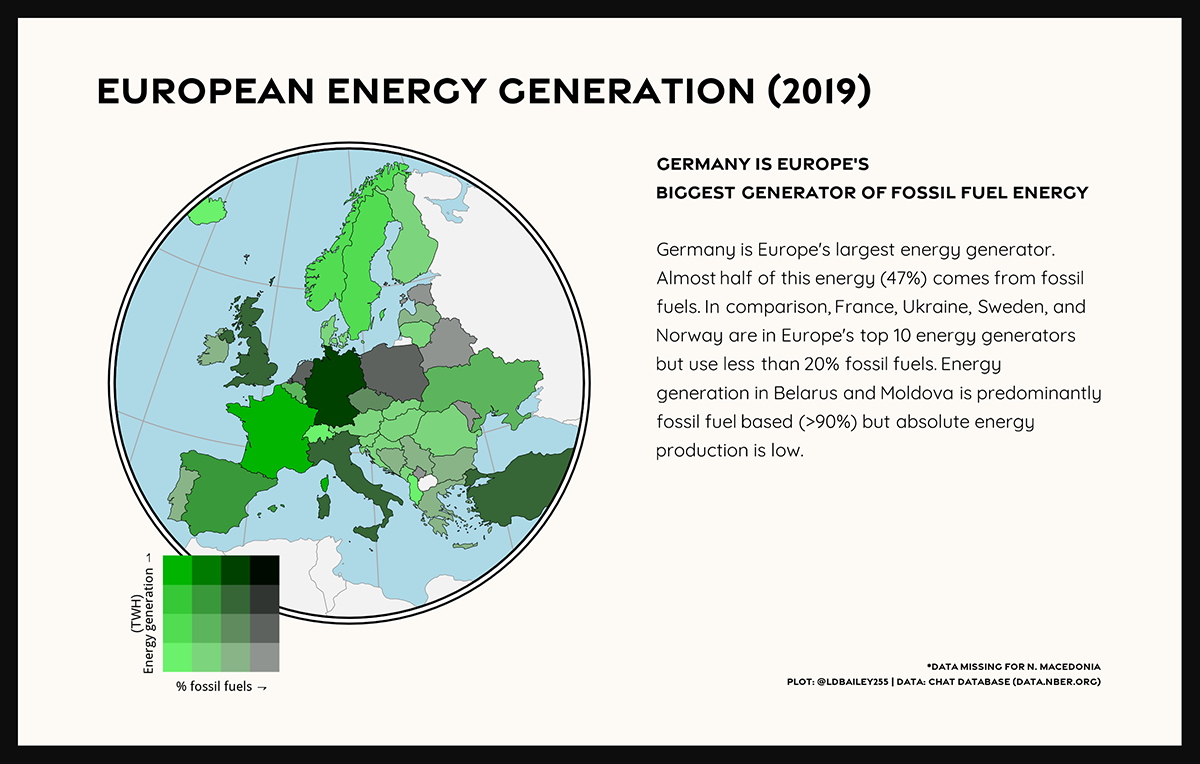 EUROPEAN ENERGY GENERATION (2019)
GERMANY IS EUROPE'S
BIGGEST GENERATOR OF FOSSIL FUEL ENERGY
Germany is Europe's largest energy generator.
Almost half of this energy (47%) comes from fossil
fuels. In comparison, France, Ukraine, Sweden, and
Norway are in Europe's top 10 energy generators
but use less than 20% fossil fuels. Energy
generation in Belarus and Moldova is predominantly
fossil fuel based (>90%) but absolute energy
production is low.
Energy generation →
(TWH)
% fossil fuels →
*DATA MISSING FOR N. MACEDONIA
PLOT: @LDBAILEY255 | DATA: CHAT DATABASE (DATA.NBER.ORG)